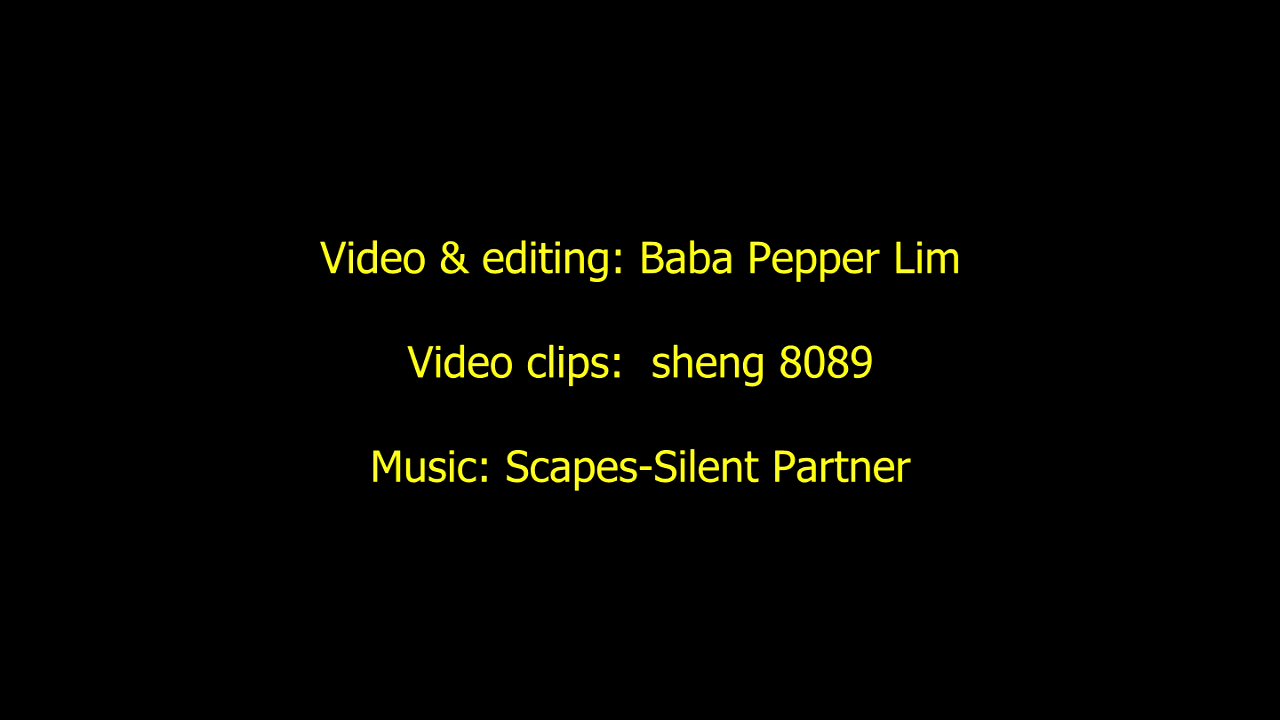 Video & editing: Baba Pepper Lim
Video clips:  sheng 8089
Music: Scapes-Silent Partner